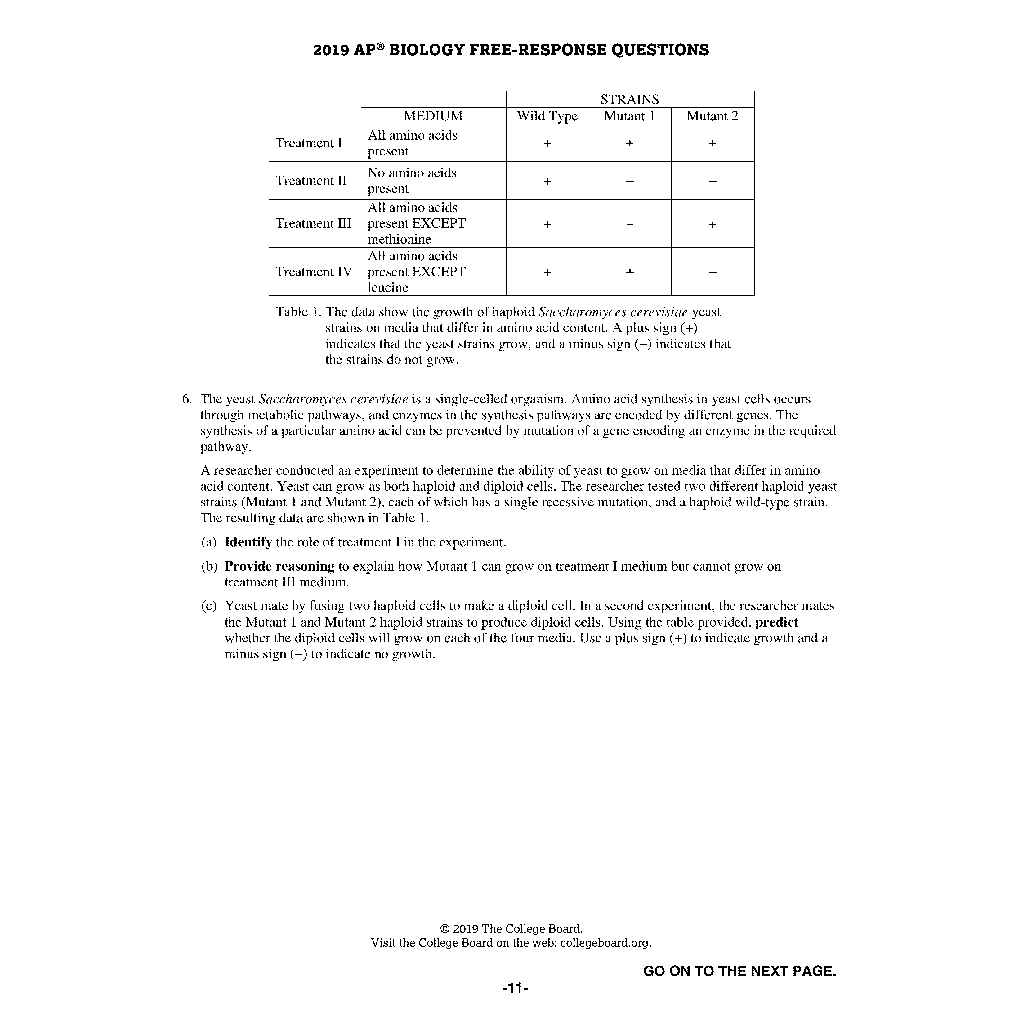 2019 AP® BIOLOGY FREE-RESPONSE QUESTIONS
STRAINS
MEDIUM Wild Type Mutant 1 Mutant 2
Treatment I All amino acids present + + +
Treatment II No amino acids present + − −
Treatment III All amino acids present EXCEPT methionine + − +
Treatment IV All amino acids present EXCEPT leucine + + −
Table 1. The data show the growth of haploid Saccharomyces cerevisiae yeast
strains on media that differ in amino acid content. A plus sign (+)
indicates that the yeast strains grow, and a minus sign (−) indicates that
the strains do not grow.
6. The yeast Saccharomyces cerevisiae is a single-celled organism. Amino acid synthesis in yeast cells occurs
through metabolic pathways, and enzymes in the synthesis pathways are encoded by different genes. The
synthesis of a particular amino acid can be prevented by mutation of a gene encoding an enzyme in the required
pathway.
A researcher conducted an experiment to determine the ability of yeast to grow on media that differ in amino
acid content. Yeast can grow as both haploid and diploid cells. The researcher tested two different haploid yeast
strains (Mutant 1 and Mutant 2), each of which has a single recessive mutation, and a haploid wild-type strain.
The resulting data are shown in Table 1.
(a) Identify the role of treatment I in the experiment.
(b) Provide reasoning to explain how Mutant 1 can grow on treatment I medium but cannot grow on
treatment III medium.
(c) Yeast mate by fusing two haploid cells to make a diploid cell. In a second experiment, the researcher mates
the Mutant 1 and Mutant 2 haploid strains to produce diploid cells. Using the table provided, predict
whether the diploid cells will grow on each of the four media. Use a plus sign (+) to indicate growth and a
minus sign (−) to indicate no growth.
© 2019 The College Board.
Visit the College Board on the web: collegeboard.org.
GO ON TO THE NEXT PAGE.
-11-